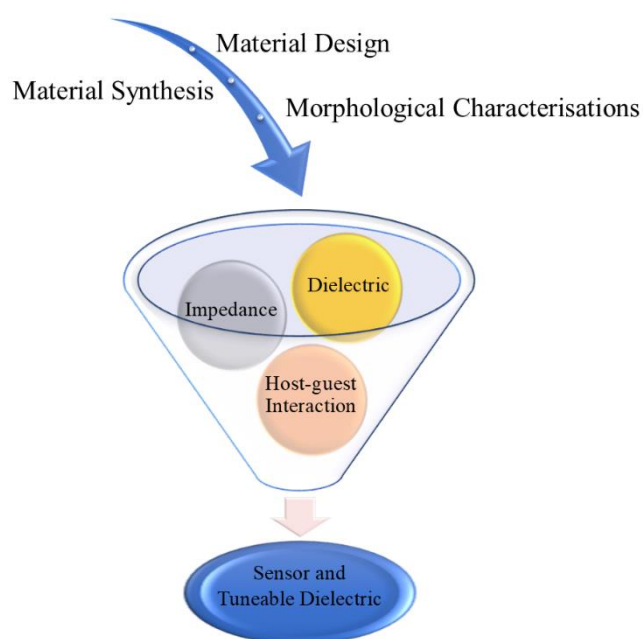 Material Design
Material Synthesis
Morphological Characterisations
Dielectric
Impedance
Host-guest
Interaction
Sensor and
Tuneable Dielectric